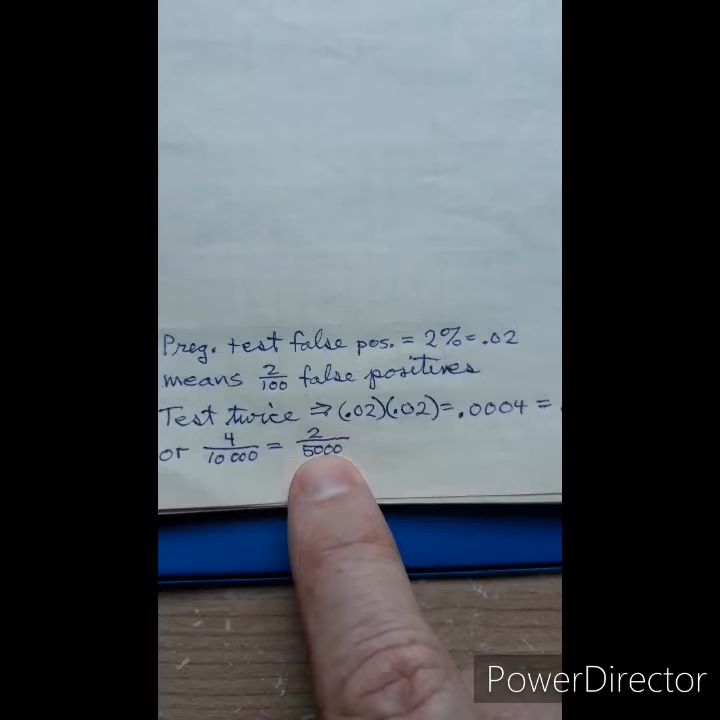 Preg. test false pos. = 2% = .02
means 2/100 false positives
Test twice ⇒ (.02)(.02) = .0004 =
or 4/10 000 = 2/5000
PowerDirector